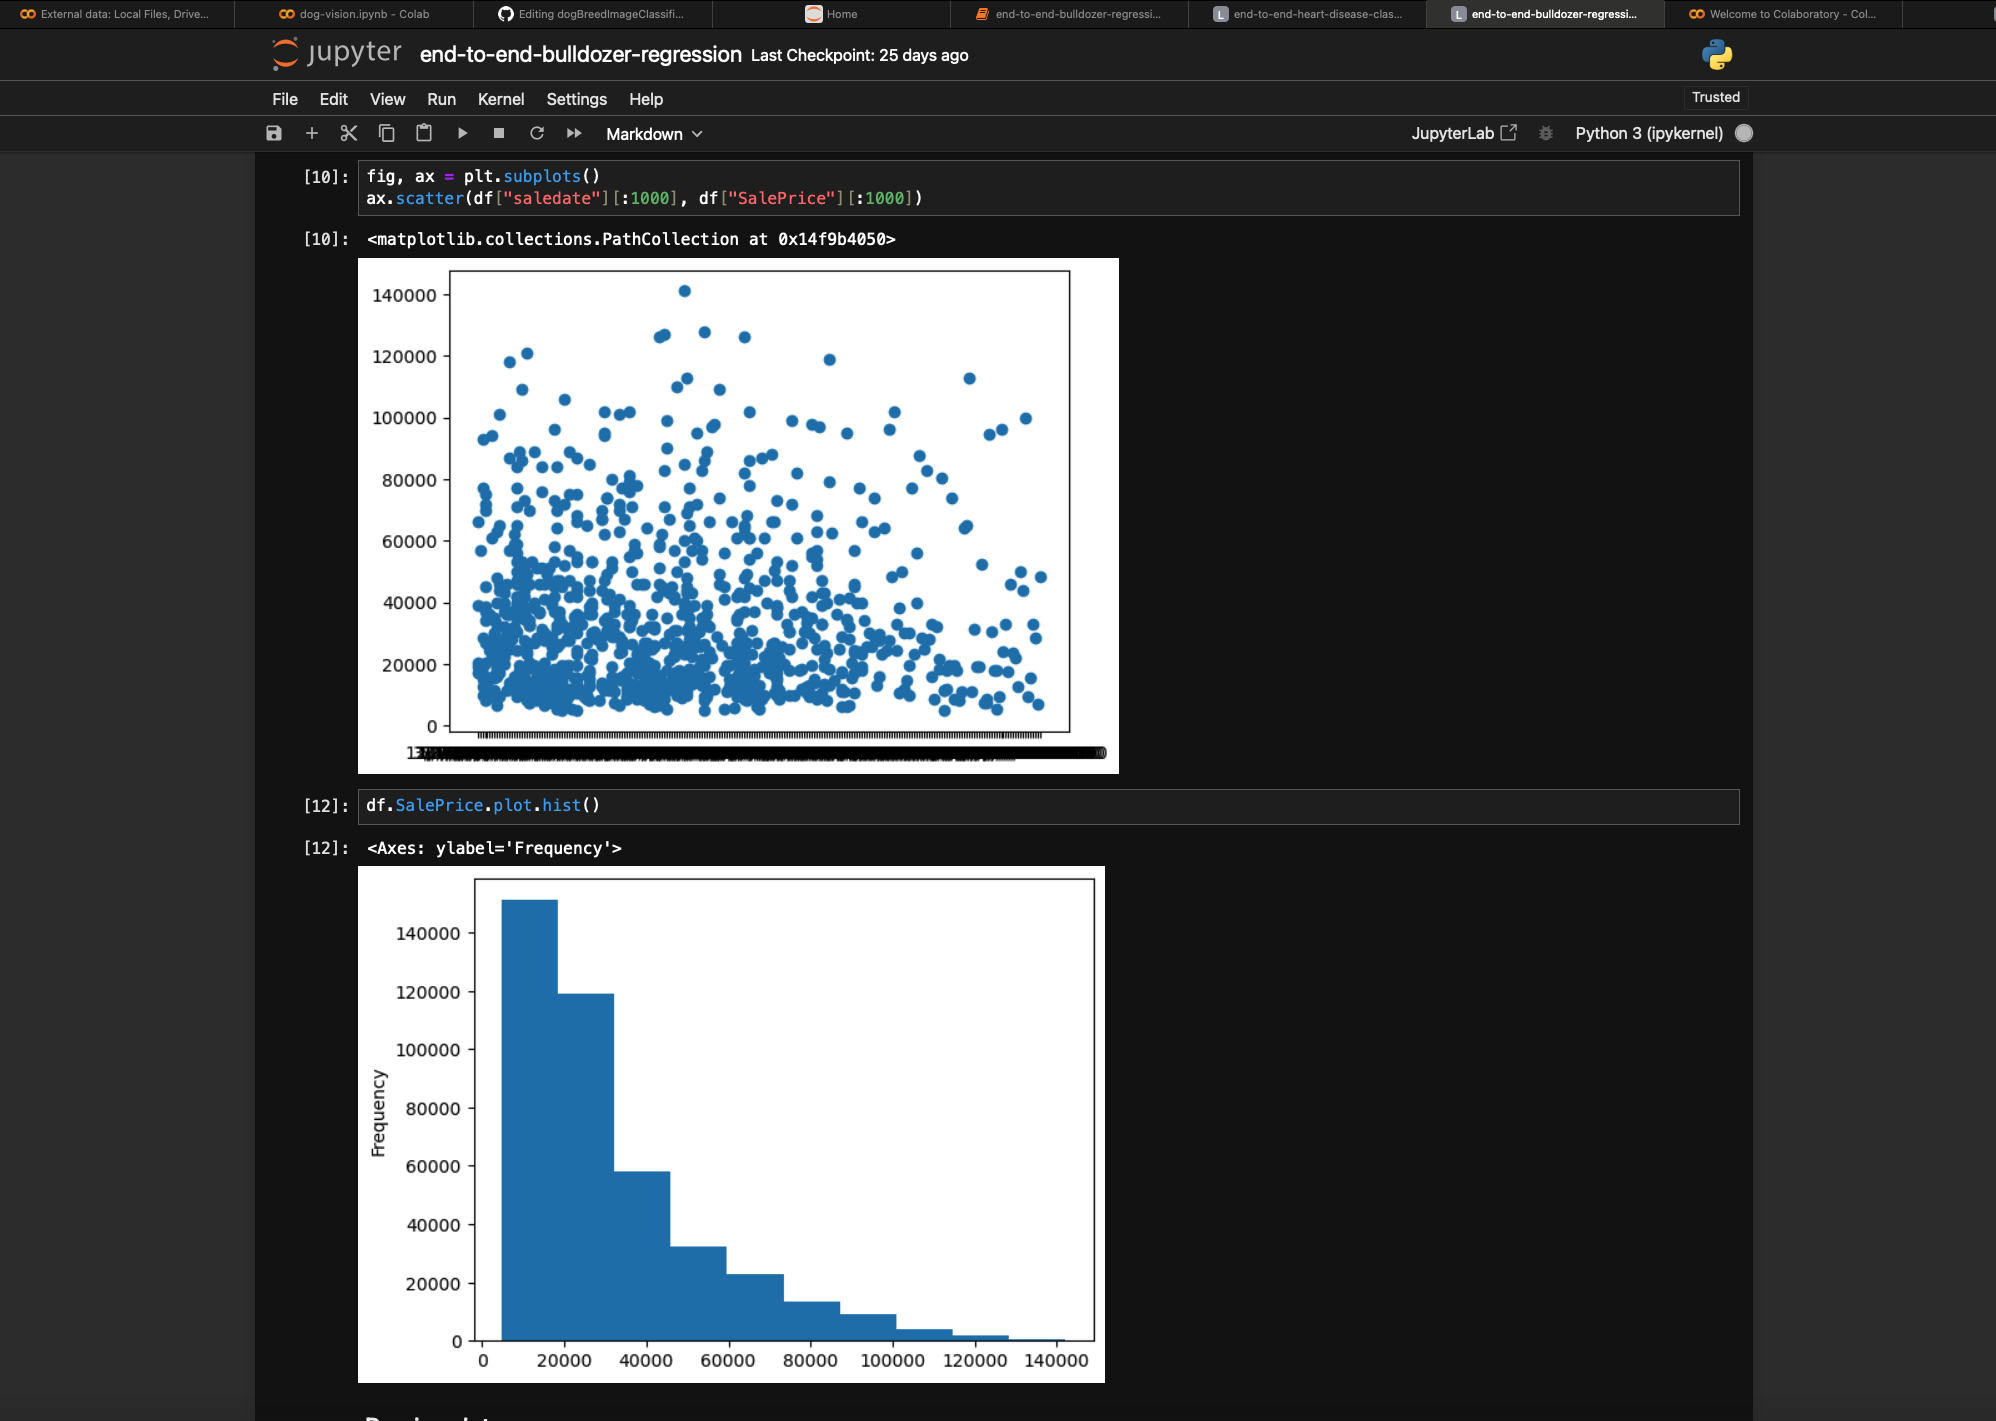 External data: Local Files, Drive...
dog-vision.ipynb - Colab
Editing dogBreedImageClassifi...
Home
end-to-end-bulldozer-regressi...
L end-to-end-heart-disease-clas...
L end-to-end-bulldozer-regressi...
Welcome to Colaboratory - Col...
jupyter end-to-end-bulldozer-regression Last Checkpoint: 25 days ago
File Edit View Run Kernel Settings Help
Trusted
Markdown
JupyterLab
Python 3 (ipykernel)
[10]: fig, ax = plt.subplots()
ax.scatter(df["saledate"][:1000], df["SalePrice"][:1000])
[10]: <matplotlib.collections.PathCollection at 0x14f9b4050>
140000
120000
100000
80000
60000
40000
20000
0
[12]: df.SalePrice.plot.hist()
[12]: <Axes: ylabel='Frequency'>
140000
120000
100000
80000
60000
40000
20000
0
Frequency
0 20000 40000 60000 80000 100000 120000 140000